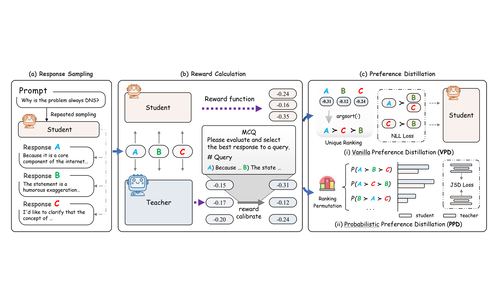 (a) Response Sampling
Prompt
Why is the problem always DNS?
Repeated sampling
Student
Response A
Because it is a core
component of the internet...
Response B
The statement is a
humorous exaggeration...
Response C
I'd like to clarify that the
concept of ...
(b) Reward Calculation
Student
Reward function
-0.24
-0.16
-0.35
A
B
C
MCQ
Please evaluate and select
the best response to a query.
# Query
A) Because ... B) The state ...
Teacher
-0.15
-0.17
-0.20
reward
calibrate
-0.31
-0.12
-0.24
(c) Preference Distillation
A B C
-0.31 -0.12 -0.24
argsort(·)
A > C > B
Unique Ranking
A > B
C
C > B
NLL Loss
Student
(i) Vanilla Preference Distillation (VPD)
Ranking
Permutation
P(A > B > C)
P(A > C > B)
P(B > A > C)
...
JSD Loss
student
teacher
(ii) Probabilistic Preference Distillation (PPD)